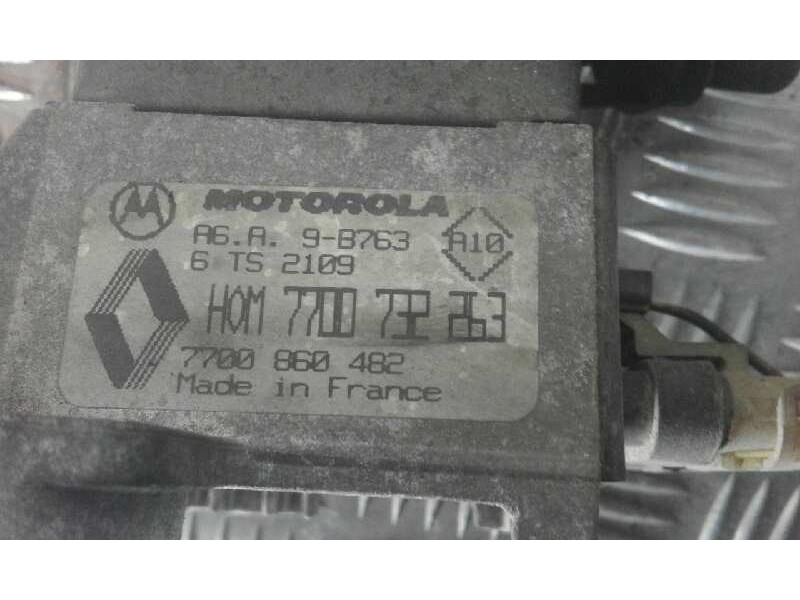 MOTOROLA
A6.A. 9-B763 A10
6 TS 2109
HOM 7700 732 263
7700 860 482
Made in France